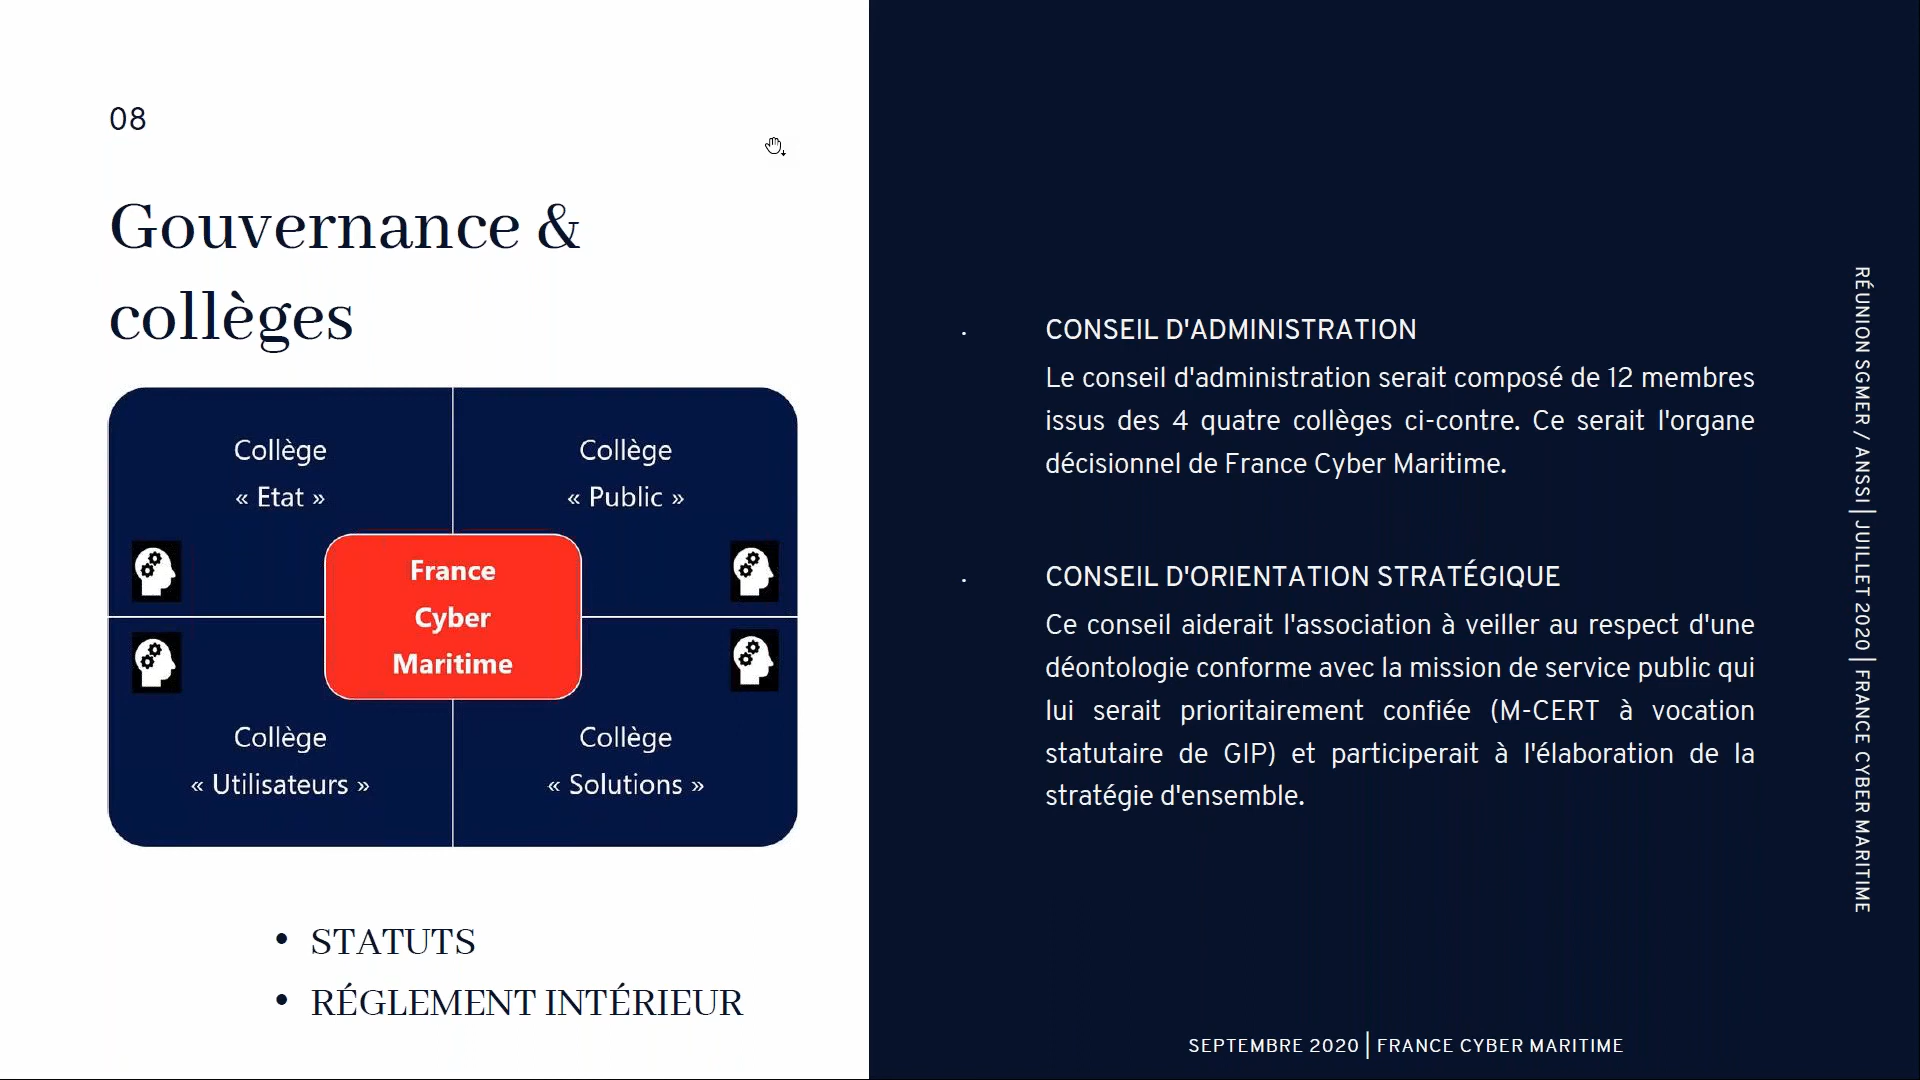 08
Gouvernance &
collèges
Collège
« Etat »
Collège
« Public »
France
Cyber
Maritime
Collège
« Utilisateurs »
Collège
« Solutions »
• STATUTS
• RÉGLEMENT INTÉRIEUR
CONSEIL D'ADMINISTRATION
Le conseil d'administration serait composé de 12 membres
issus des 4 quatre collèges ci-contre. Ce serait l'organe
décisionnel de France Cyber Maritime.
CONSEIL D'ORIENTATION STRATÉGIQUE
Ce conseil aiderait l'association à veiller au respect d'une
déontologie conforme avec la mission de service public qui
lui serait prioritairement confiée (M-CERT à vocation
statutaire de GIP) et participerait à l'élaboration de la
stratégie d'ensemble.
SEPTEMBRE 2020 | FRANCE CYBER MARITIME
RÉUNION SGMER / ANSSI | JUILLET 2020 | FRANCE CYBER MARITIME